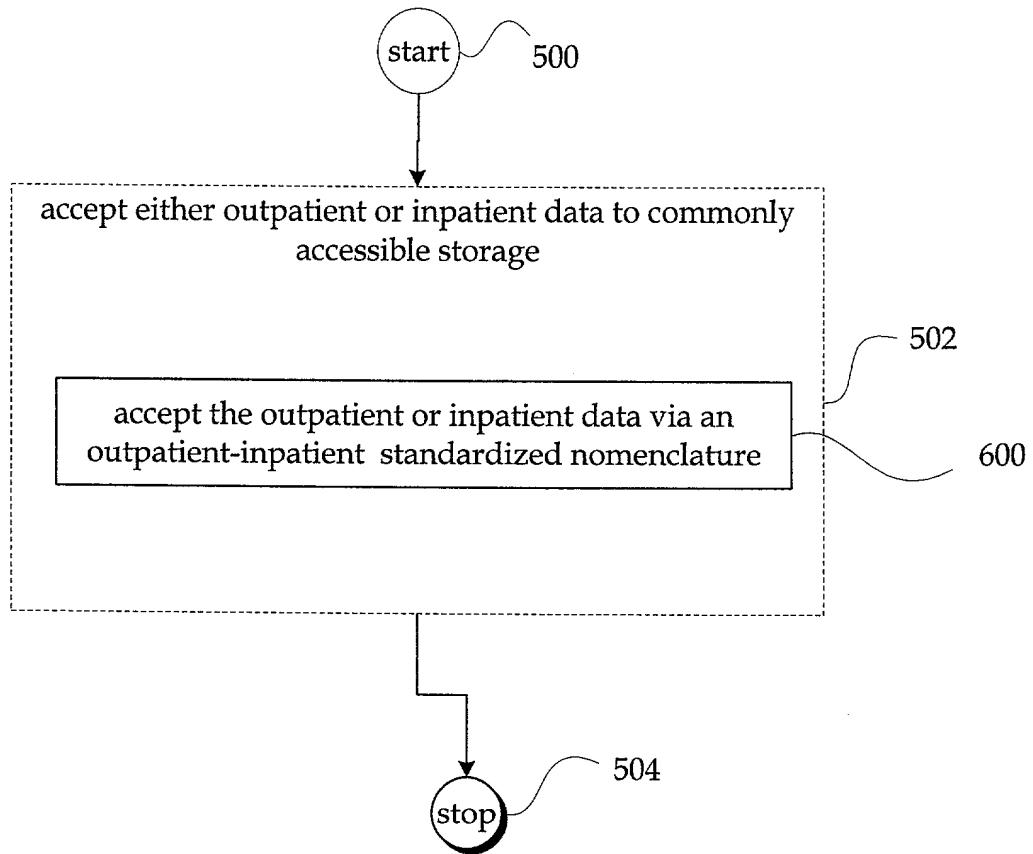 start
500
accept either outpatient or inpatient data to commonly
accessible storage
502
accept the outpatient or inpatient data via an
outpatient-inpatient standardized nomenclature
600
504
stop